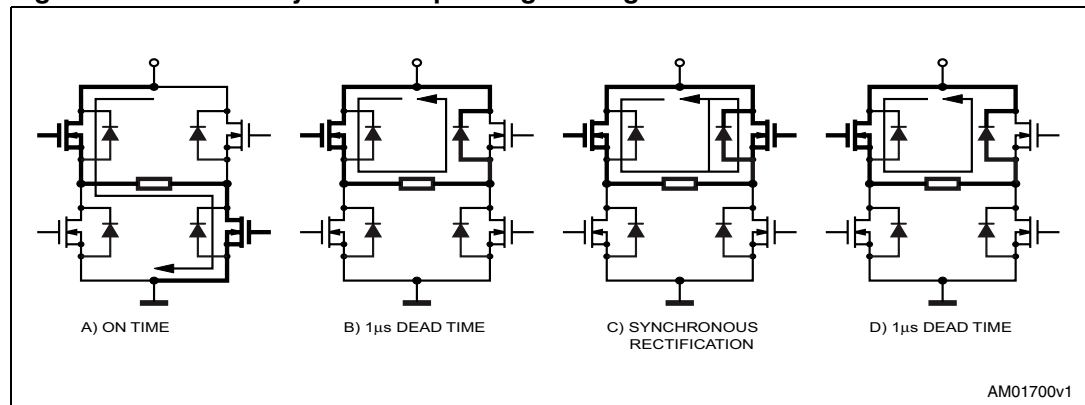 A) ON TIME
B) 1μs DEAD TIME
C) SYNCHRONOUS
RECTIFICATION
D) 1μs DEAD TIME
AM01700v1